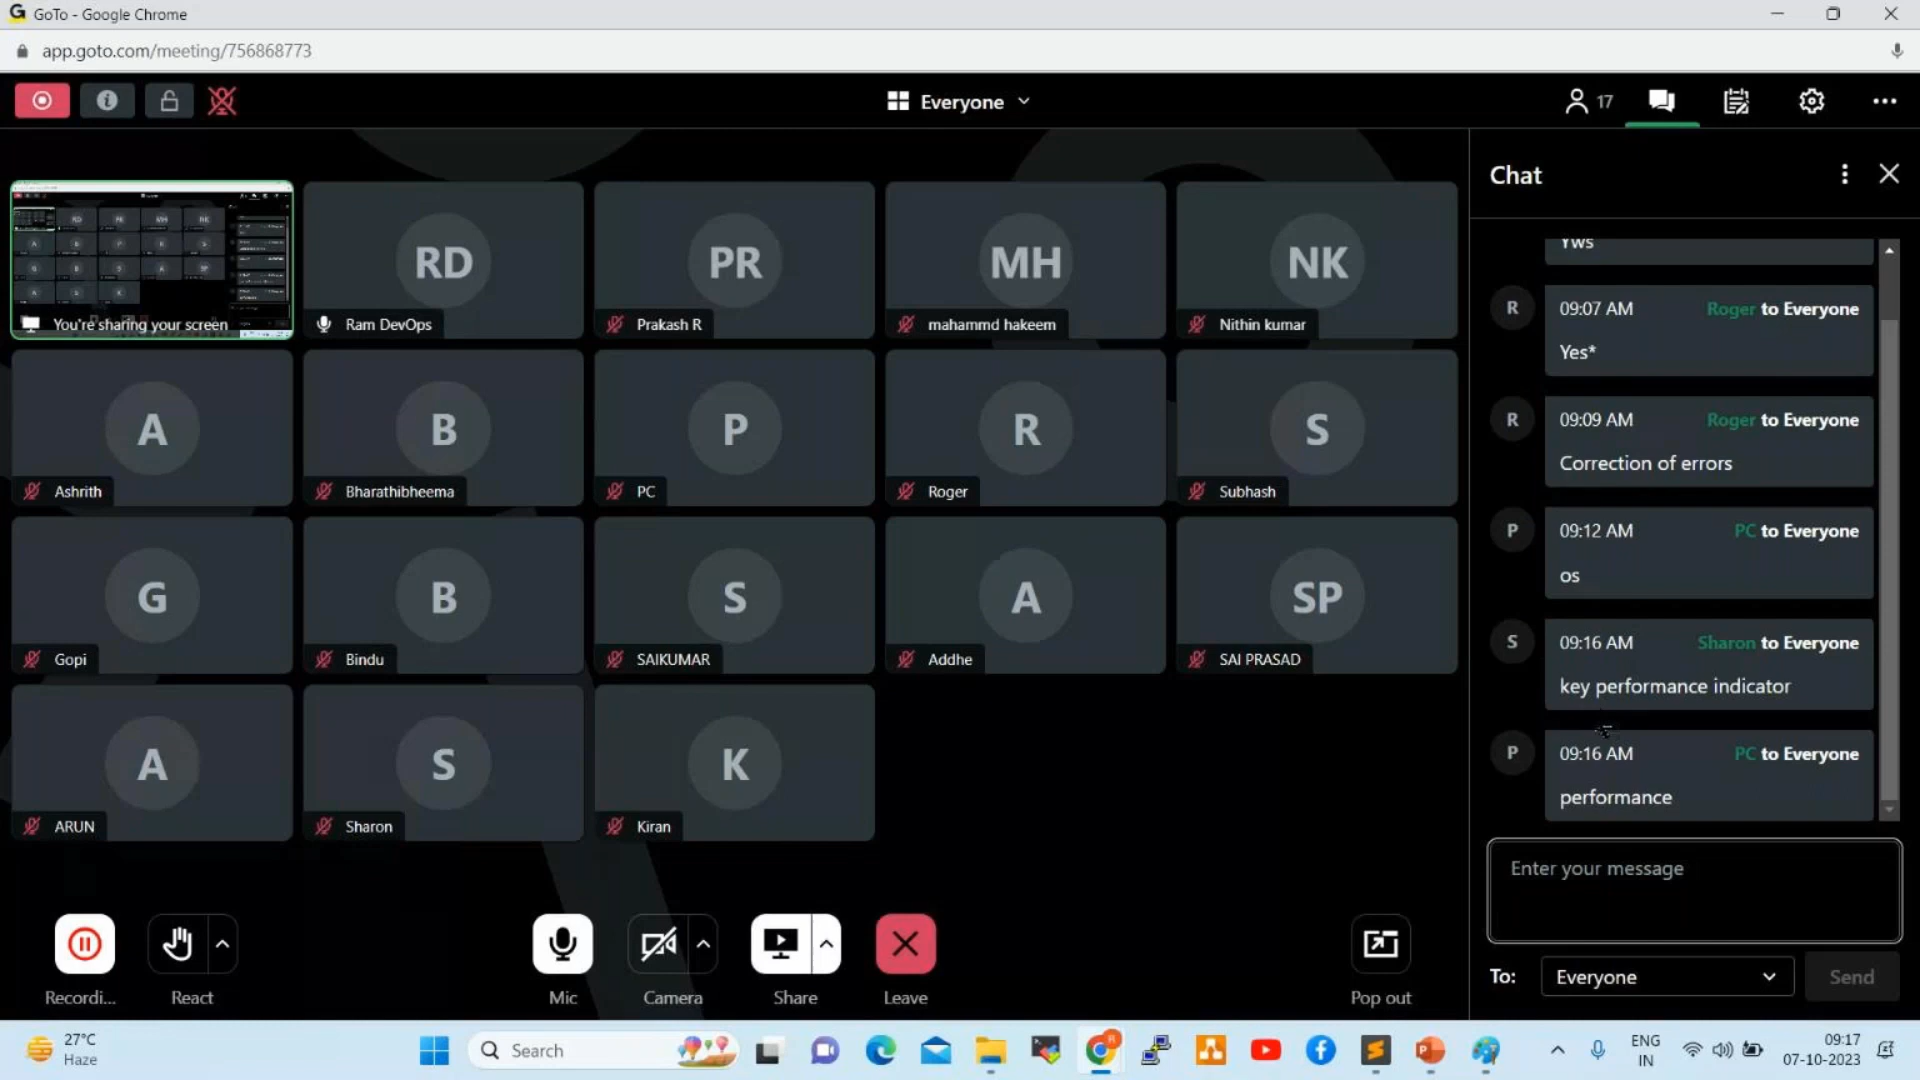 GoTo - Google Chrome
app.goto.com/meeting/756868773
Everyone
17
Chat
You're sharing your screen
RD
Ram DevOps
PR
Prakash R
MH
mahammd hakeem
NK
Nithin kumar
A
Ashrith
B
Bharathibheema
P
PC
R
Roger
S
Subhash
G
Gopi
B
Bindu
S
SAIKUMAR
A
Addhe
SP
SAI PRASAD
A
ARUN
S
Sharon
K
Kiran
Yws
R
09:07 AM Roger to Everyone
Yes*
R
09:09 AM Roger to Everyone
Correction of errors
P
09:12 AM PC to Everyone
os
S
09:16 AM Sharon to Everyone
key performance indicator
P
09:16 AM PC to Everyone
performance
Enter your message
To: Everyone Send
Recordi... React Mic Camera Share Leave Pop out
27°C
Haze
Search
ENG
IN
09:17
07-10-2023